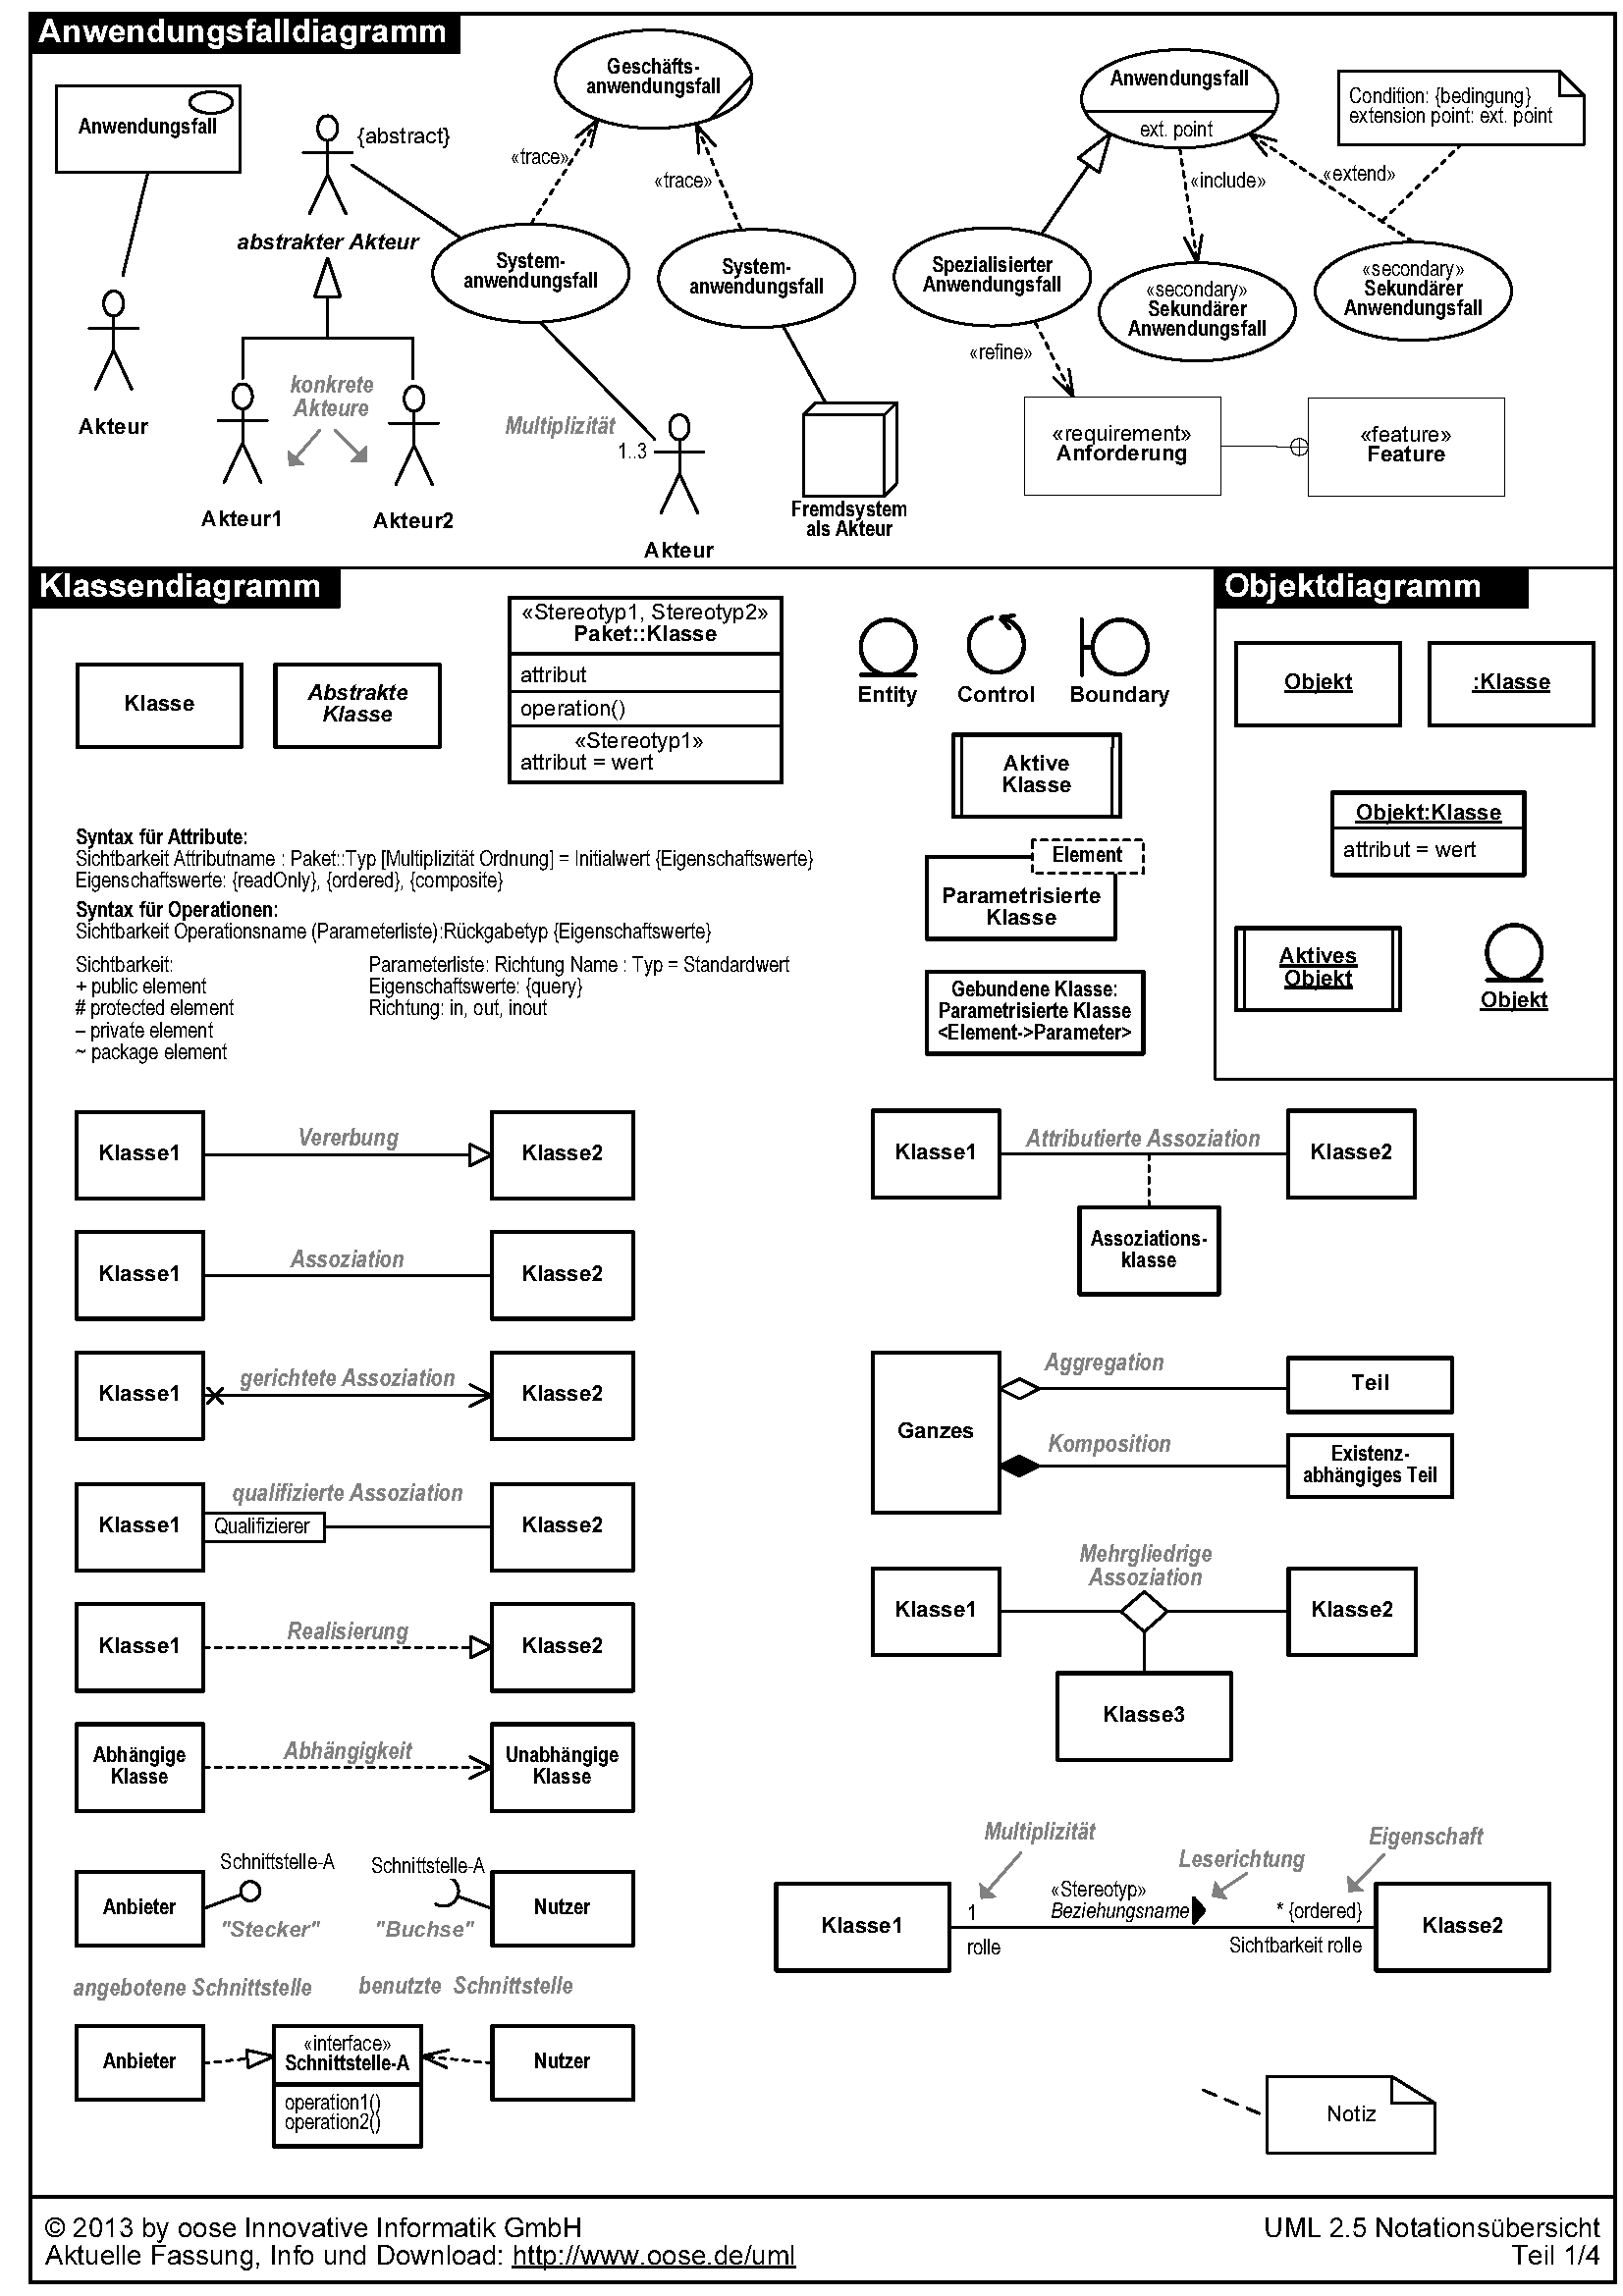 Anwendungsfalldiagramm
Anwendungsfall
Akteur
{abstract}
abstrakter Akteur
konkrete
Akteure
Akteur1
Akteur2
Geschäfts-
anwendungsfall
«trace»
«trace»
System-
anwendungsfall
System-
anwendungsfall
Multiplizität
1..3
Akteur
Fremdsystem
als Akteur
Anwendungsfall
ext. point
Condition: {bedingung}
extension point: ext. point
«include»
«extend»
Spezialisierter
Anwendungsfall
«secondary»
Sekundärer
Anwendungsfall
«secondary»
Sekundärer
Anwendungsfall
«refine»
«requirement»
Anforderung
«feature»
Feature
Klassendiagramm
Klasse
Abstrakte
Klasse
«Stereotyp1, Stereotyp2»
Paket::Klasse
attribut
operation()
«Stereotyp1»
attribut = wert
Entity
Control
Boundary
Aktive
Klasse
Element
Parametrisierte
Klasse
Gebundene Klasse:
Parametrisierte Klasse
<Element->Parameter>
Syntax für Attribute:
Sichtbarkeit Attributname : Paket::Typ [Multiplizität Ordnung] = Initialwert {Eigenschaftswerte}
Eigenschaftswerte: {readOnly}, {ordered}, {composite}
Syntax für Operationen:
Sichtbarkeit Operationsname (Parameterliste):Rückgabetyp {Eigenschaftswerte}
Sichtbarkeit:
+ public element
# protected element
– private element
~ package element
Parameterliste: Richtung Name : Typ = Standardwert
Eigenschaftswerte: {query}
Richtung: in, out, inout
Objektdiagramm
Objekt
:Klasse
Objekt:Klasse
attribut = wert
Aktives
Objekt
Objekt
Klasse1
Vererbung
Klasse2
Klasse1
Assoziation
Klasse2
Klasse1
gerichtete Assoziation
Klasse2
Klasse1
qualifizierte Assoziation
Qualifizierer
Klasse2
Klasse1
Realisierung
Klasse2
Abhängige
Klasse
Abhängigkeit
Unabhängige
Klasse
Anbieter
Schnittstelle-A
"Stecker"
Schnittstelle-A
"Buchse"
Nutzer
angebotene Schnittstelle
benutzte Schnittstelle
Anbieter
«interface»
Schnittstelle-A
operation1()
operation2()
Nutzer
Klasse1
Attributierte Assoziation
Klasse2
Assoziations-
klasse
Ganzes
Aggregation
Teil
Komposition
Existenz-
abhängiges Teil
Mehrgliedrige
Assoziation
Klasse1
Klasse2
Klasse3
Multiplizität
Leserichtung
Eigenschaft
Klasse1
1
rolle
«Stereotyp»
Beziehungsname
* {ordered}
Sichtbarkeit rolle
Klasse2
Notiz
© 2013 by oose Innovative Informatik GmbH
Aktuelle Fassung, Info und Download: http://www.oose.de/uml
UML 2.5 Notationsübersicht
Teil 1/4